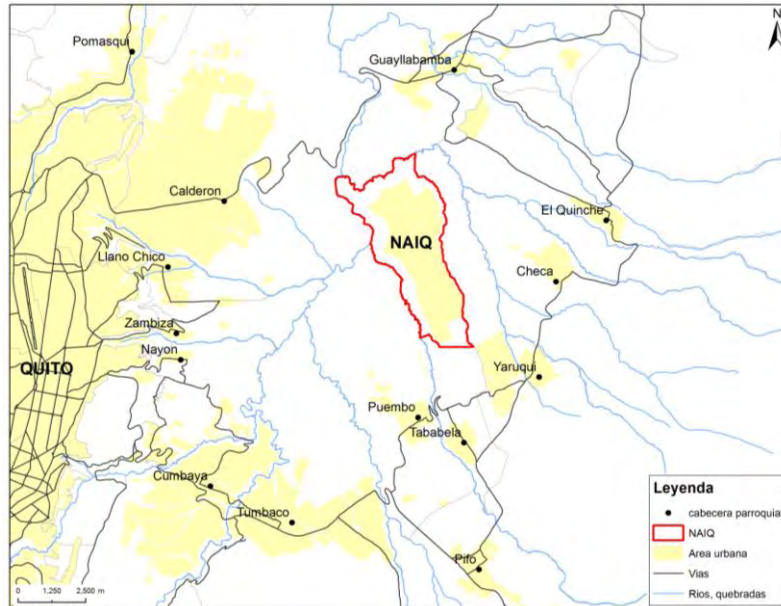 N
Pomasqui
Guayllabamba
Calderon
El Quinche
NAIQ
Llano Chico
Checa
Zambiza
Nayon
QUITO
Yaruqui
Puembo
Tababela
Cumbaya
Tumbaco
Pifo
Leyenda
cabecera parroquia
NAIQ
Area urbana
Vias
Rios, quebradas
0 1,250 2,500 m